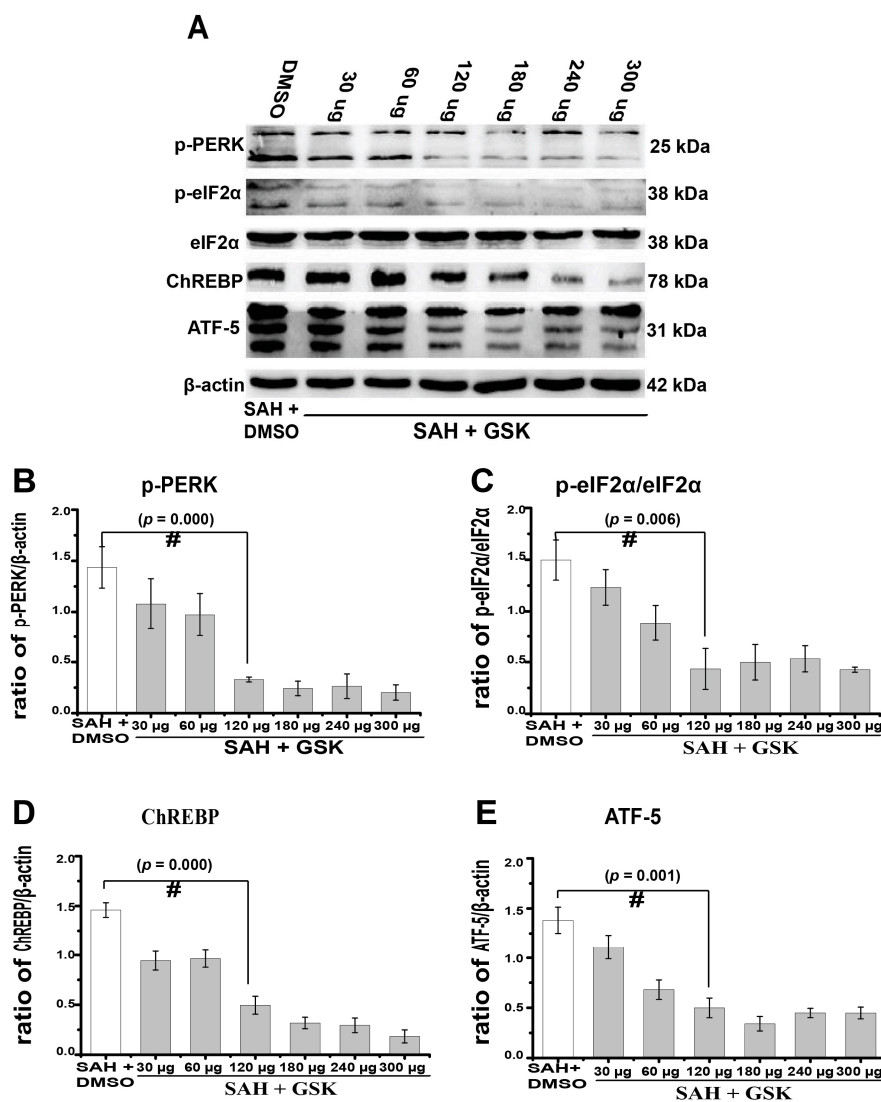 A
DMSO 30 ug 60 ug 120 ug 180 ug 240 ug 300 ug
p-PERK 25 kDa
p-eIF2α 38 kDa
eIF2α 38 kDa
ChREBP 78 kDa
ATF-5 31 kDa
β-actin 42 kDa
SAH + DMSO SAH + GSK
B p-PERK
(p = 0.000)
#
ratio of p-PERK/β-actin
2.0
1.5
1.0
0.5
0.0
SAH + DMSO 30 µg 60 µg 120 µg 180 µg 240 µg 300 µg
SAH + GSK
C p-eIF2α/eIF2α
(p = 0.006)
#
ratio of p-eIF2α/eIF2α
2.0
1.5
1.0
0.5
0.0
SAH + DMSO 30 µg 60 µg 120 µg 180 µg 240 µg 300 µg
SAH + GSK
D ChREBP
(p = 0.000)
#
ratio of ChREBP/β-actin
2.0
1.5
1.0
0.5
0.0
SAH + DMSO 30 µg 60 µg 120 µg 180 µg 240 µg 300 µg
SAH + GSK
E ATF-5
(p = 0.001)
#
ratio of ATF-5/β-actin
2.0
1.5
1.0
0.5
0.0
SAH+ DMSO 30 µg 60 µg 120 µg 180 µg 240 µg 300 µg
SAH + GSK